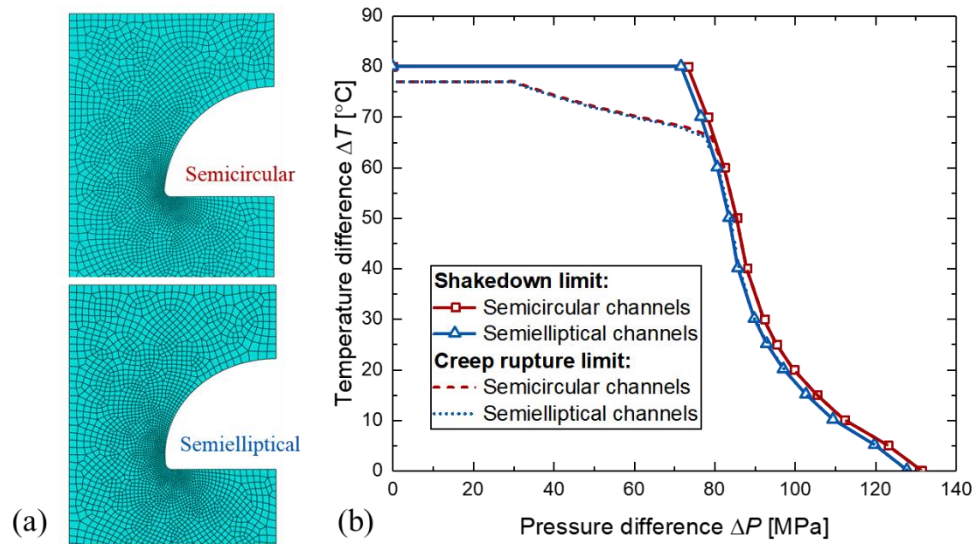 Semicircular
Semielliptical
(a)
Temperature difference ΔT [°C]
90
80
70
60
50
40
30
20
10
0
Shakedown limit:
Semicircular channels
Semielliptical channels
Creep rupture limit:
Semicircular channels
Semielliptical channels
0 20 40 60 80 100 120 140
(b) Pressure difference ΔP [MPa]